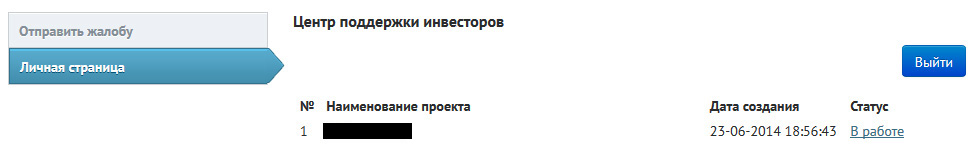 Отправить жалобу
Личная страница
Центр поддержки инвесторов
Выйти
№ Наименование проекта Дата создания Статус
1 23-06-2014 18:56:43 В работе